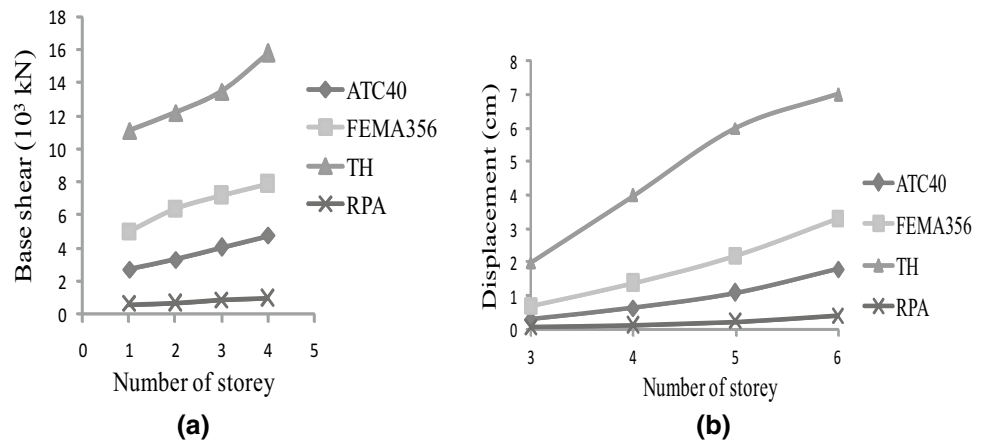 Base shear (10³ kN)
18
16
14
12
10
8
6
4
2
0
0 1 2 3 4 5
Number of storey
ATC40
FEMA356
TH
RPA
(a)
Displacement (cm)
8
7
6
5
4
3
2
1
0
3 4 5 6
Number of storey
ATC40
FEMA356
TH
RPA
(b)